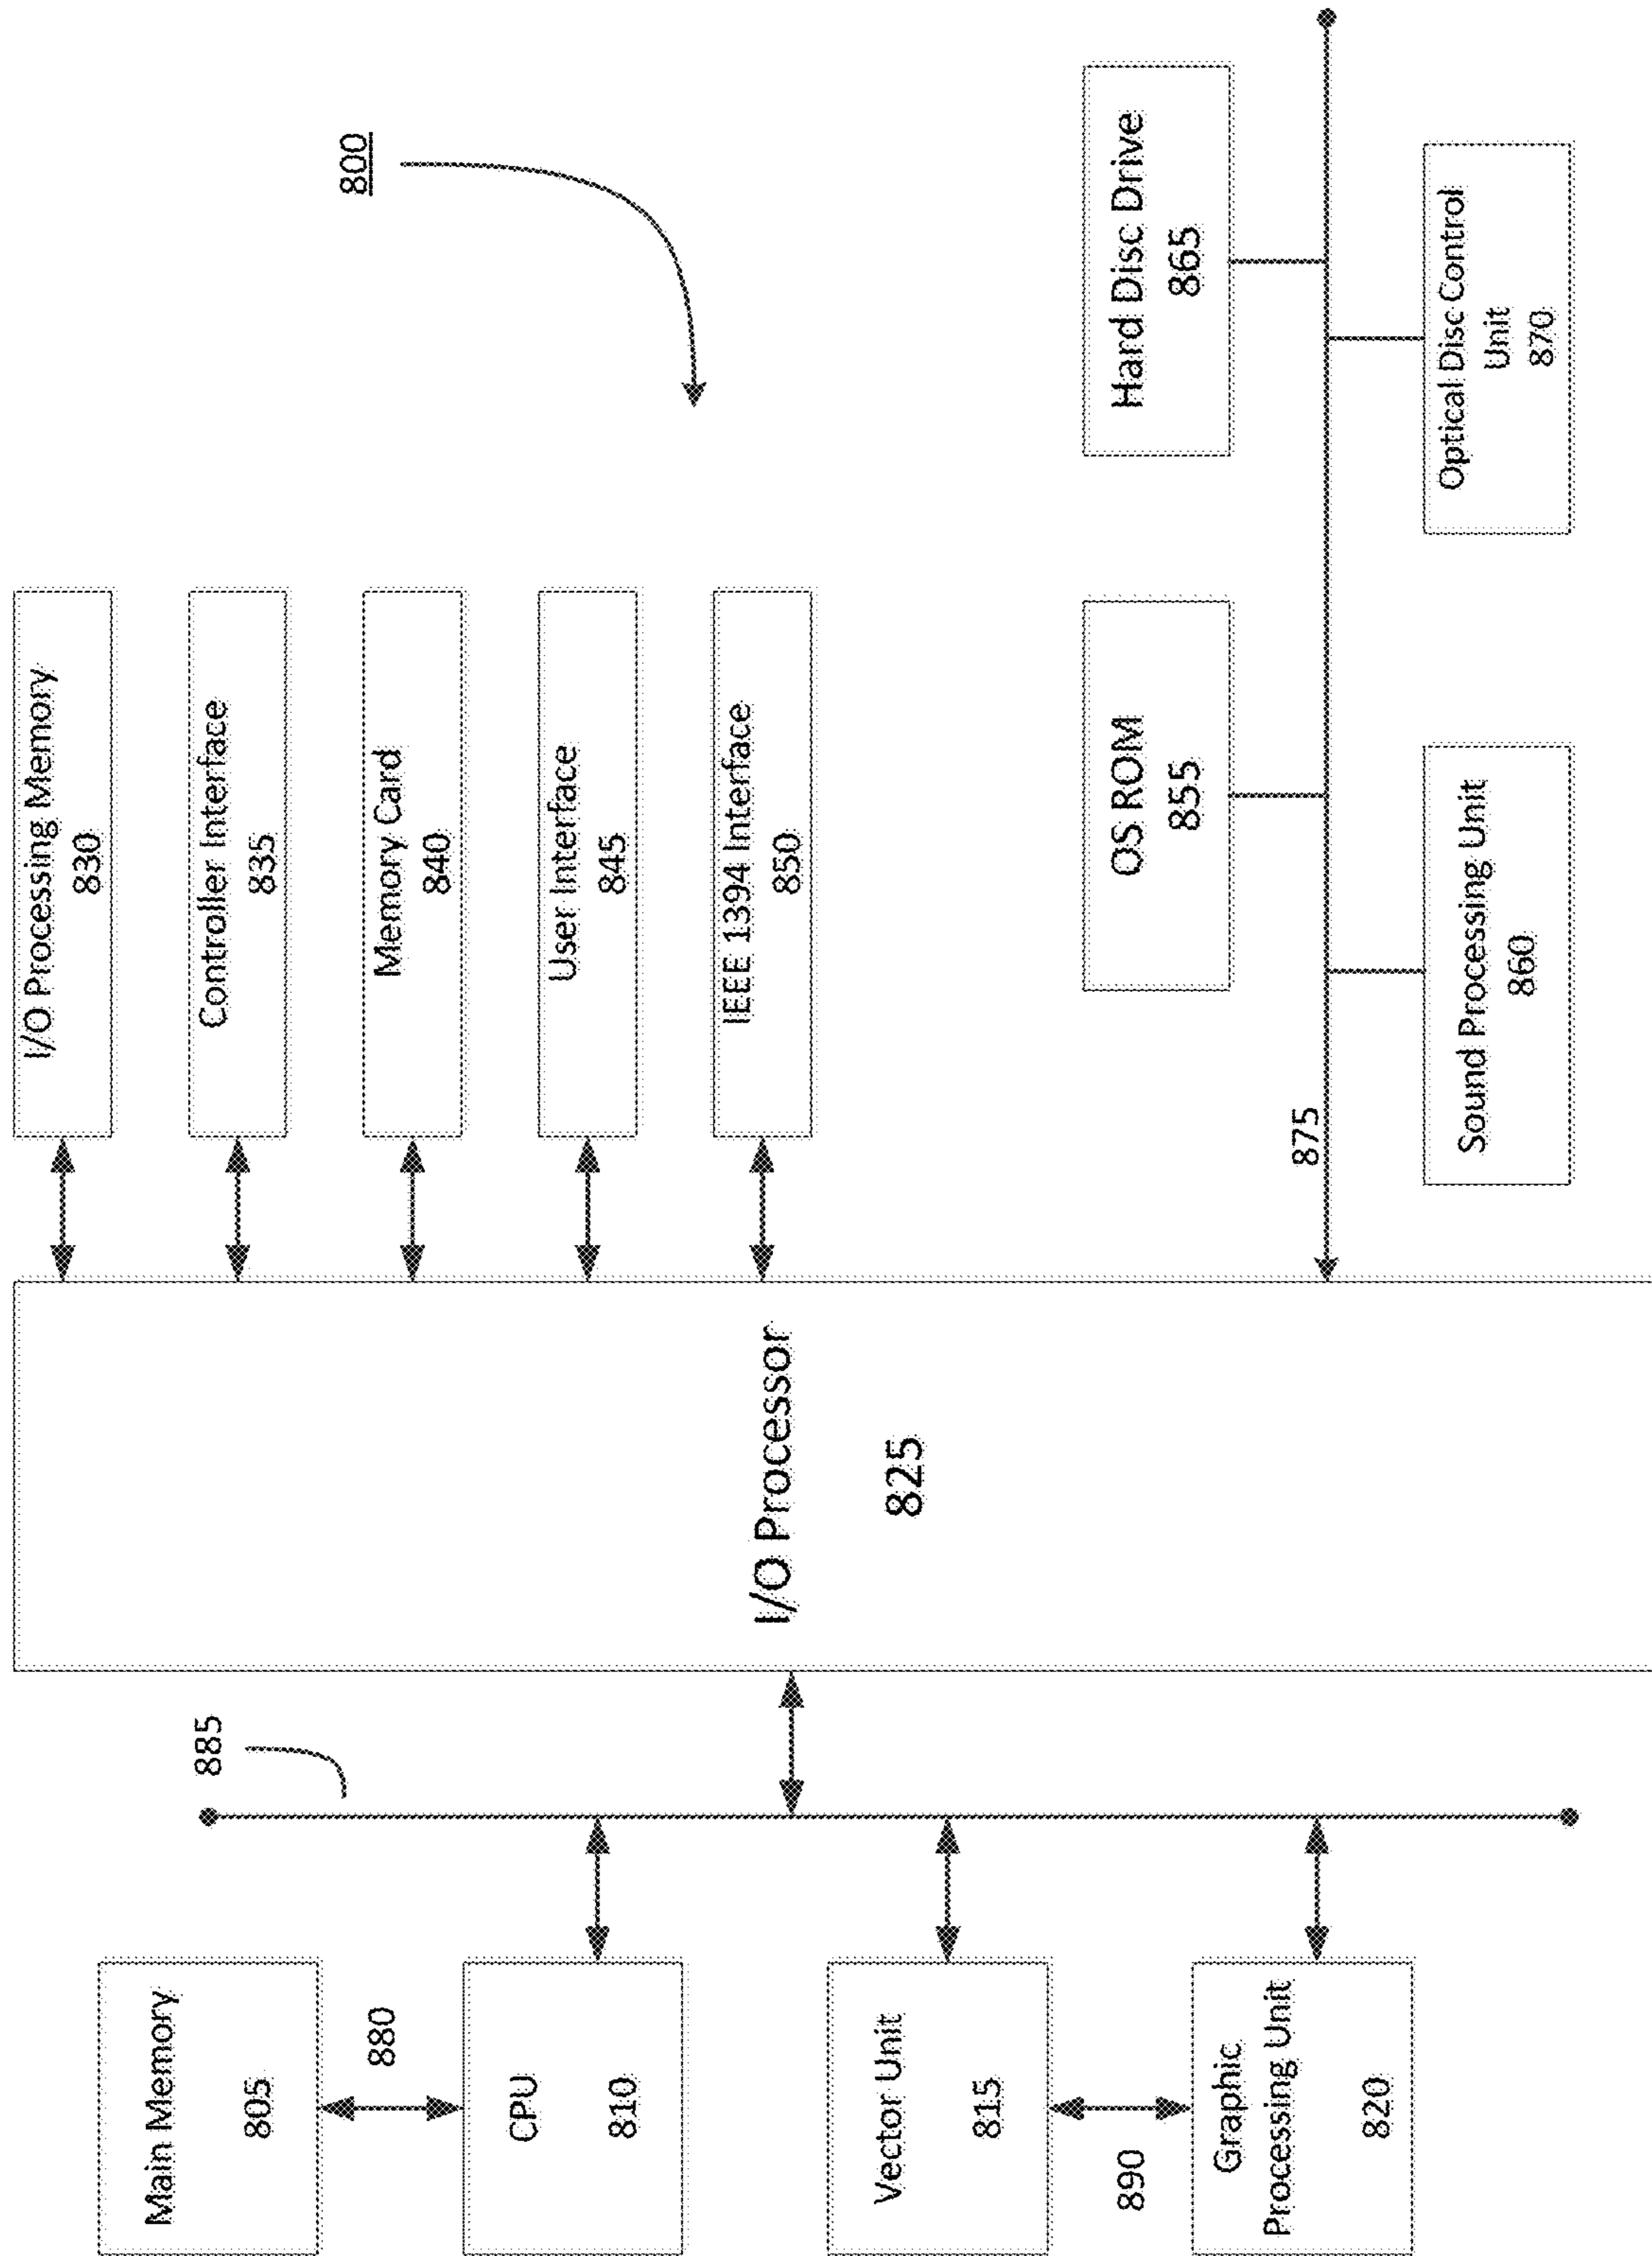 800
Main Memory
805
880
CPU
810
Vector Unit
815
890
Graphic
Processing Unit
820
885
I/O Processor
825
I/O Processing Memory
830
Controller Interface
835
Memory Card
840
User Interface
845
IEEE 1394 Interface
850
875
OS ROM
855
Sound Processing Unit
860
Hard Disc Drive
865
Optical Disc Control
Unit
870